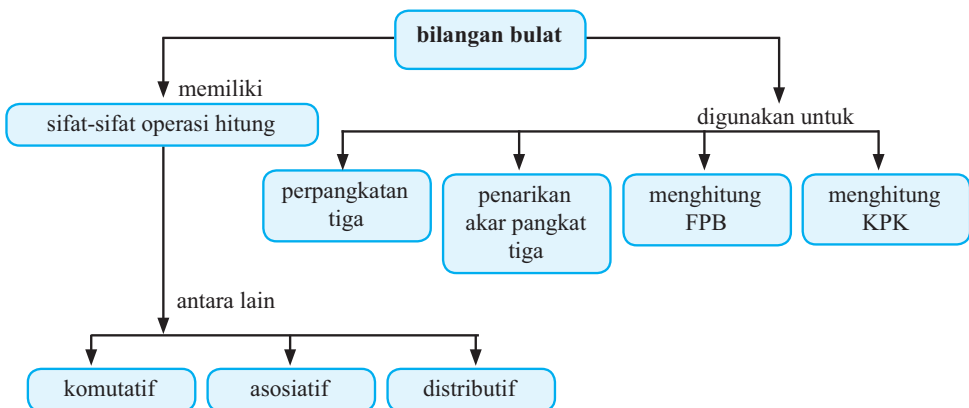 bilangan bulat
memiliki
sifat-sifat operasi hitung
digunakan untuk
perpangkatan
tiga
penarikan
akar pangkat
tiga
menghitung
FPB
menghitung
KPK
antara lain
komutatif
asosiatif
distributif